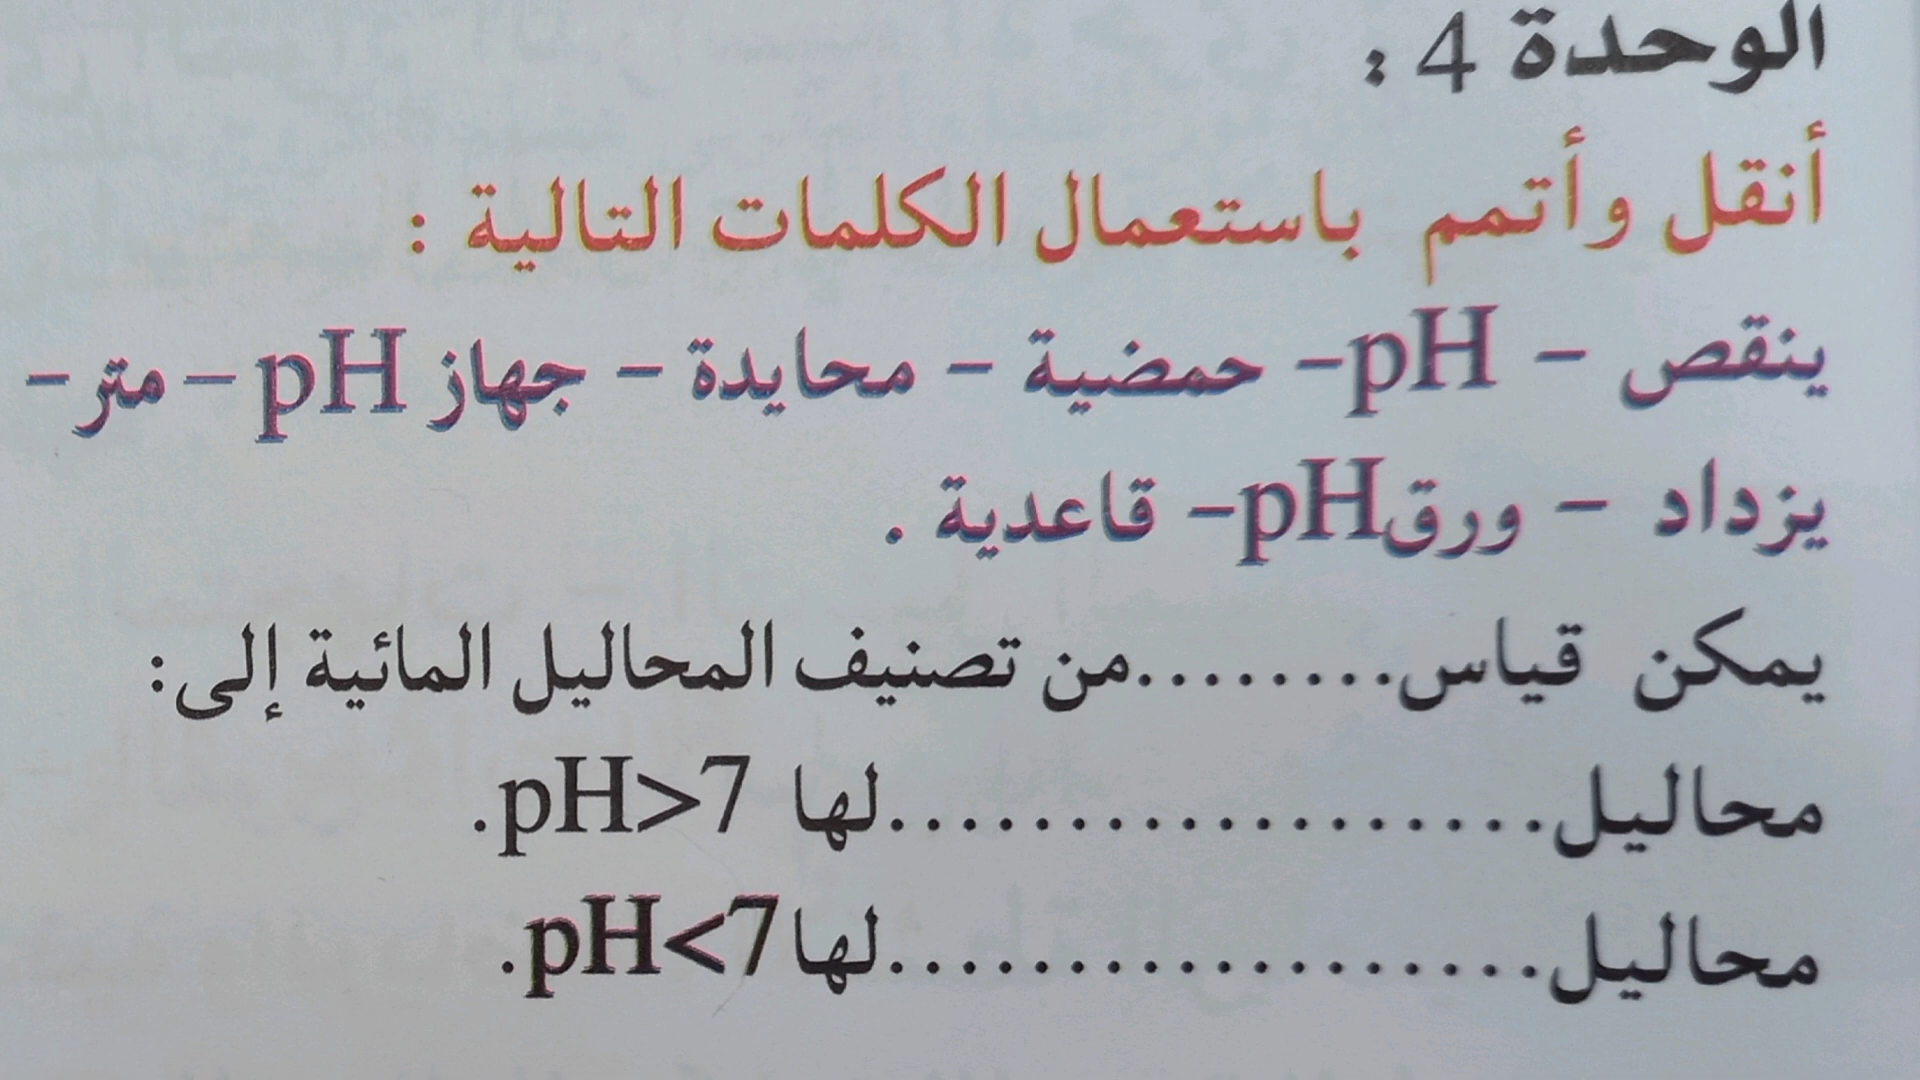 الوحدة 4 :
أنقل وأتمم باستعمال الكلمات التالية :
ينقص – pH– حمضية – محايدة – جهاز pH – متر –
يزداد – ورقpH– قاعدية .
يمكن قياس........من تصنيف المحاليل المائية إلى:
محاليل...................لها pH>7.
محاليل...................لها pH<7.